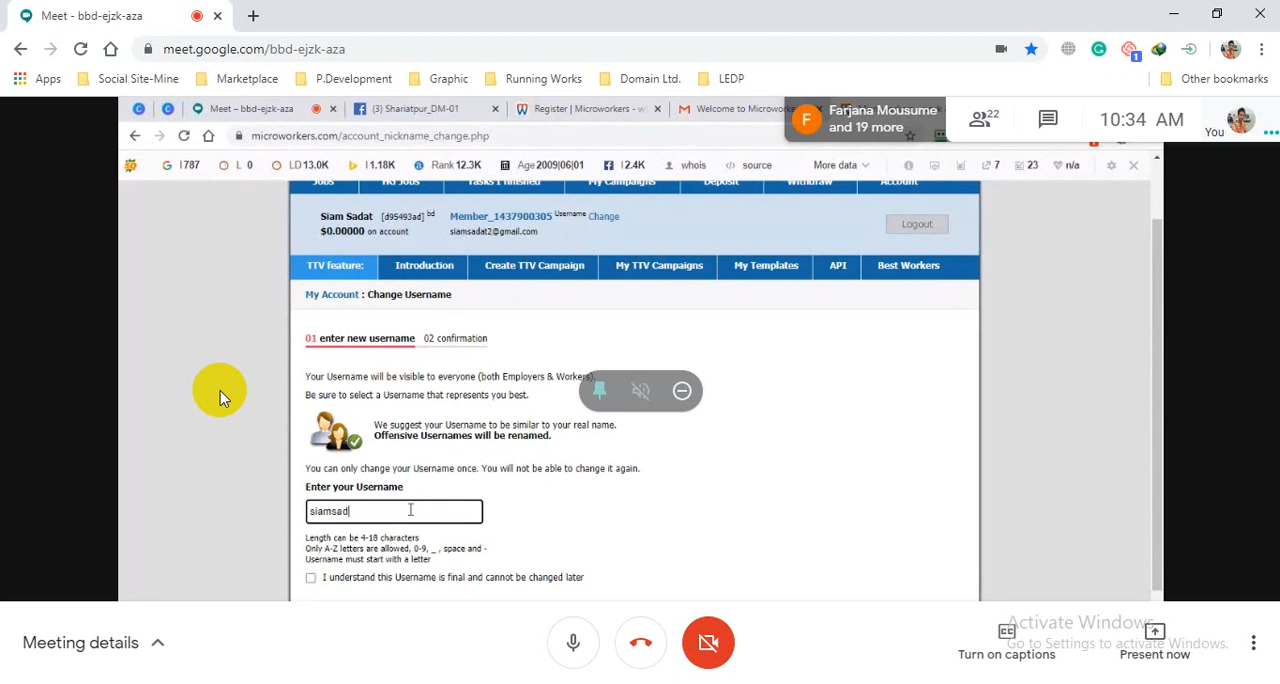 Meet - bbd-ejzk-aza
meet.google.com/bbd-ejzk-aza
1
Apps Social Site-Mine Marketplace P.Development Graphic Running Works Domain Ltd. LEDP Other bookmarks
Meet – bbd-ejzk-aza (3) Shariatpur_DM-01 Register | Microworkers - w Welcome to Microwork
Farjana Mousume
and 19 more
22
10:34 AM
You
microworkers.com/account_nickname_change.php
I 787 L 0 LD 13.0K I 1.18K Rank 12.3K Age 2009|06|01 I 2.4K whois source More data 7 23 n/a
Jobs HG Jobs Tasks I finished My Campaigns Deposit Withdraw Account
Siam Sadat [d95493ad] bd Member_1437900305 Username Change
$0.00000 on account siamsadat2@gmail.com
Logout
TTV feature: Introduction Create TTV Campaign My TTV Campaigns My Templates API Best Workers
My Account : Change Username
01 enter new username 02 confirmation
Your Username will be visible to everyone (both Employers & Workers).
Be sure to select a Username that represents you best.
We suggest your Username to be similar to your real name.
Offensive Usernames will be renamed.
You can only change your Username once. You will not be able to change it again.
Enter your Username
siamsad
Length can be 4-18 characters
Only A-Z letters are allowed, 0-9, _ , space and -
Username must start with a letter
I understand this Username is final and cannot be changed later
Meeting details
Turn on captions
Present now
Activate Windows
Go to Settings to activate Windows.